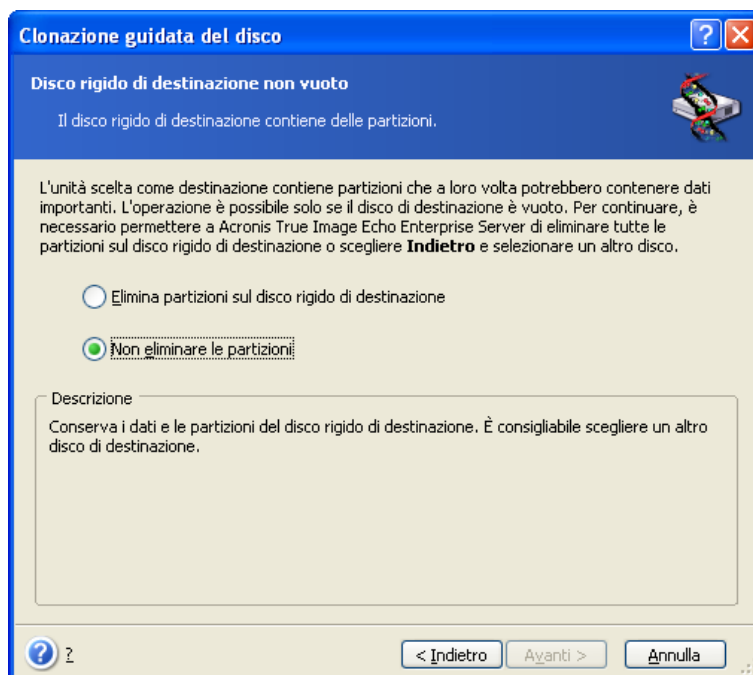 Clonazione guidata del disco
?
Disco rigido di destinazione non vuoto
Il disco rigido di destinazione contiene delle partizioni.
L'unità scelta come destinazione contiene partizioni che a loro volta potrebbero contenere dati
importanti. L'operazione è possibile solo se il disco di destinazione è vuoto. Per continuare, è
necessario permettere a Acronis True Image Echo Enterprise Server di eliminare tutte le
partizioni sul disco rigido di destinazione o scegliere Indietro e selezionare un altro disco.
Elimina partizioni sul disco rigido di destinazione
Non eliminare le partizioni
Descrizione
Conserva i dati e le partizioni del disco rigido di destinazione. È consigliabile scegliere un altro
disco di destinazione.
? ?
< Indietro
Avanti >
Annulla